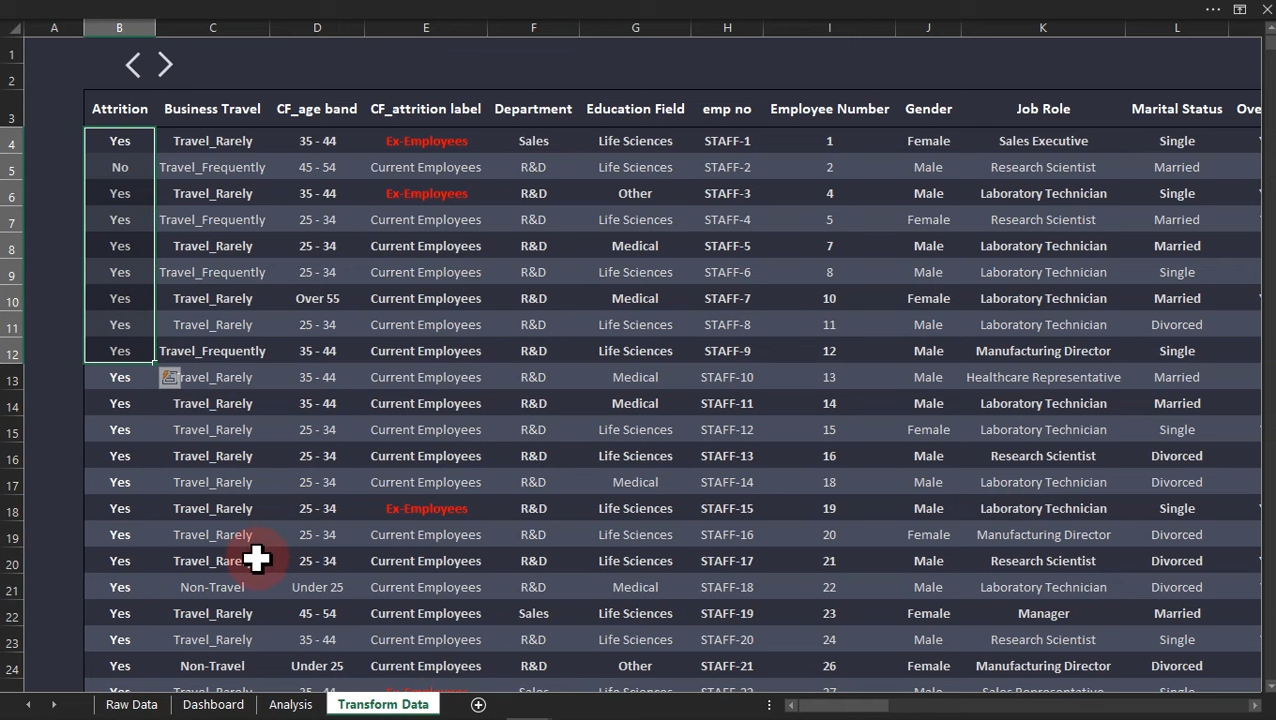 A B C D E F G H I J K L
1
2
3 Attrition Business Travel CF_age band CF_attrition label Department Education Field emp no Employee Number Gender Job Role Marital Status Ove
4 Yes Travel_Rarely 35 - 44 Ex-Employees Sales Life Sciences STAFF-1 1 Female Sales Executive Single
5 No Travel_Frequently 45 - 54 Current Employees R&D Life Sciences STAFF-2 2 Male Research Scientist Married
6 Yes Travel_Rarely 35 - 44 Ex-Employees R&D Other STAFF-3 4 Male Laboratory Technician Single
7 Yes Travel_Frequently 25 - 34 Current Employees R&D Life Sciences STAFF-4 5 Female Research Scientist Married
8 Yes Travel_Rarely 25 - 34 Current Employees R&D Medical STAFF-5 7 Male Laboratory Technician Married
9 Yes Travel_Frequently 25 - 34 Current Employees R&D Life Sciences STAFF-6 8 Male Laboratory Technician Single
10 Yes Travel_Rarely Over 55 Current Employees R&D Medical STAFF-7 10 Female Laboratory Technician Married
11 Yes Travel_Rarely 25 - 34 Current Employees R&D Life Sciences STAFF-8 11 Male Laboratory Technician Divorced
12 Yes Travel_Frequently 35 - 44 Current Employees R&D Life Sciences STAFF-9 12 Male Manufacturing Director Single
13 Yes ravel_Rarely 35 - 44 Current Employees R&D Medical STAFF-10 13 Male Healthcare Representative Married
14 Yes Travel_Rarely 35 - 44 Current Employees R&D Medical STAFF-11 14 Male Laboratory Technician Married
15 Yes Travel_Rarely 25 - 34 Current Employees R&D Life Sciences STAFF-12 15 Female Laboratory Technician Single
16 Yes Travel_Rarely 25 - 34 Current Employees R&D Life Sciences STAFF-13 16 Male Research Scientist Divorced
17 Yes Travel_Rarely 25 - 34 Current Employees R&D Medical STAFF-14 18 Male Laboratory Technician Divorced
18 Yes Travel_Rarely 25 - 34 Ex-Employees R&D Life Sciences STAFF-15 19 Male Laboratory Technician Single
19 Yes Travel_Rarely 25 - 34 Current Employees R&D Life Sciences STAFF-16 20 Female Manufacturing Director Divorced
20 Yes Travel_Rarely 25 - 34 Current Employees R&D Life Sciences STAFF-17 21 Male Research Scientist Divorced
21 Yes Non-Travel Under 25 Current Employees R&D Medical STAFF-18 22 Male Laboratory Technician Divorced
22 Yes Travel_Rarely 45 - 54 Current Employees Sales Life Sciences STAFF-19 23 Female Manager Married
23 Yes Travel_Rarely 35 - 44 Current Employees R&D Life Sciences STAFF-20 24 Male Research Scientist Single
24 Yes Non-Travel Under 25 Current Employees R&D Other STAFF-21 26 Male Manufacturing Director Divorced
Raw Data Dashboard Analysis Transform Data